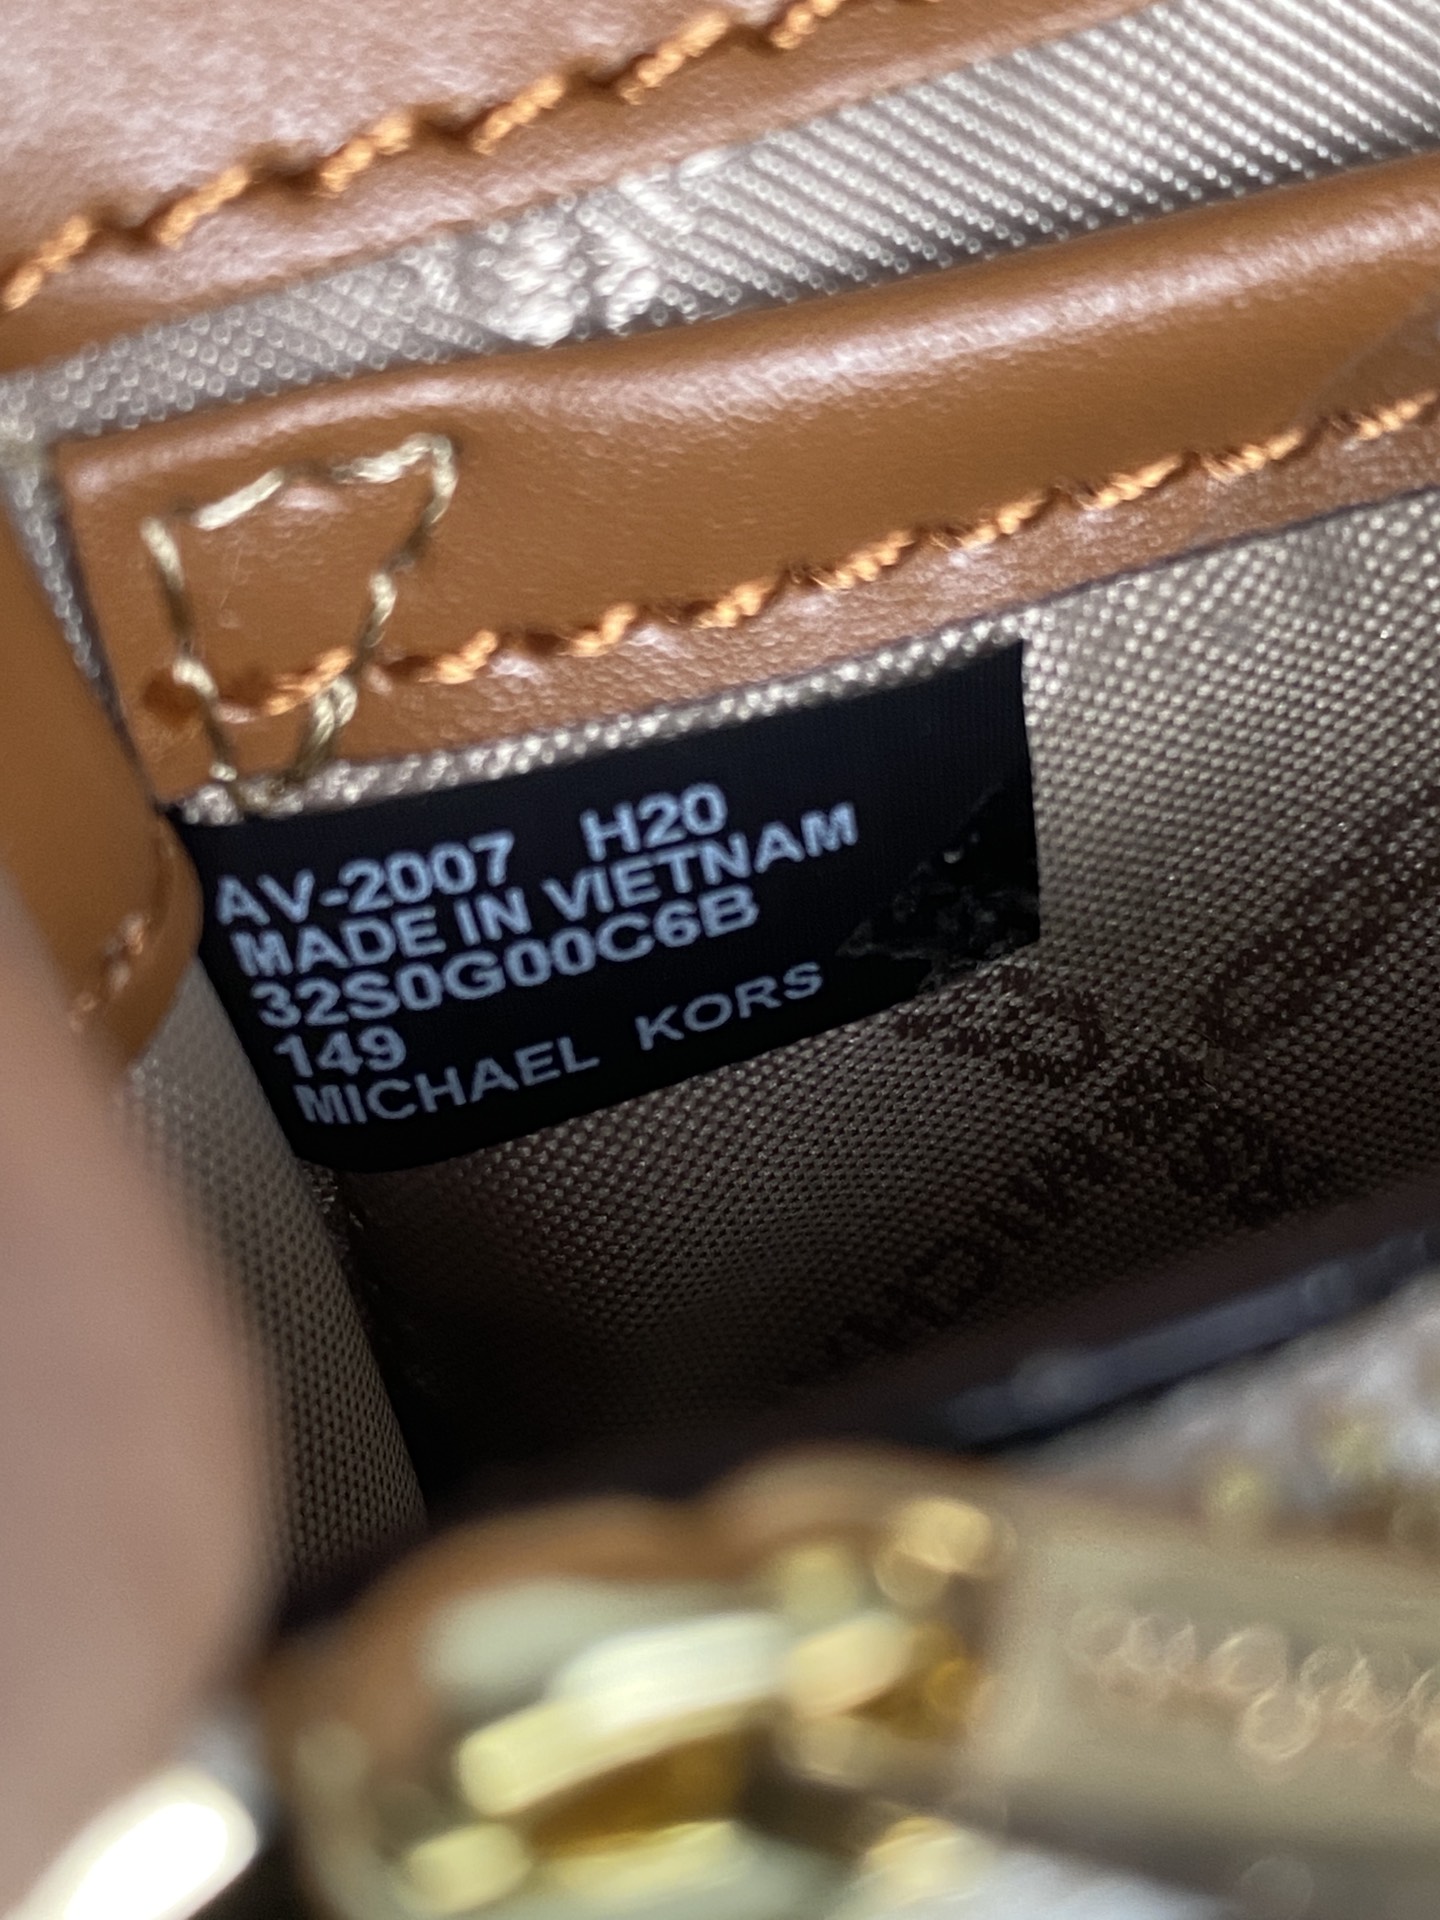 AV-2007 H20
MADE IN VIETNAM
32S0G00C6B
149
MICHAEL KORS